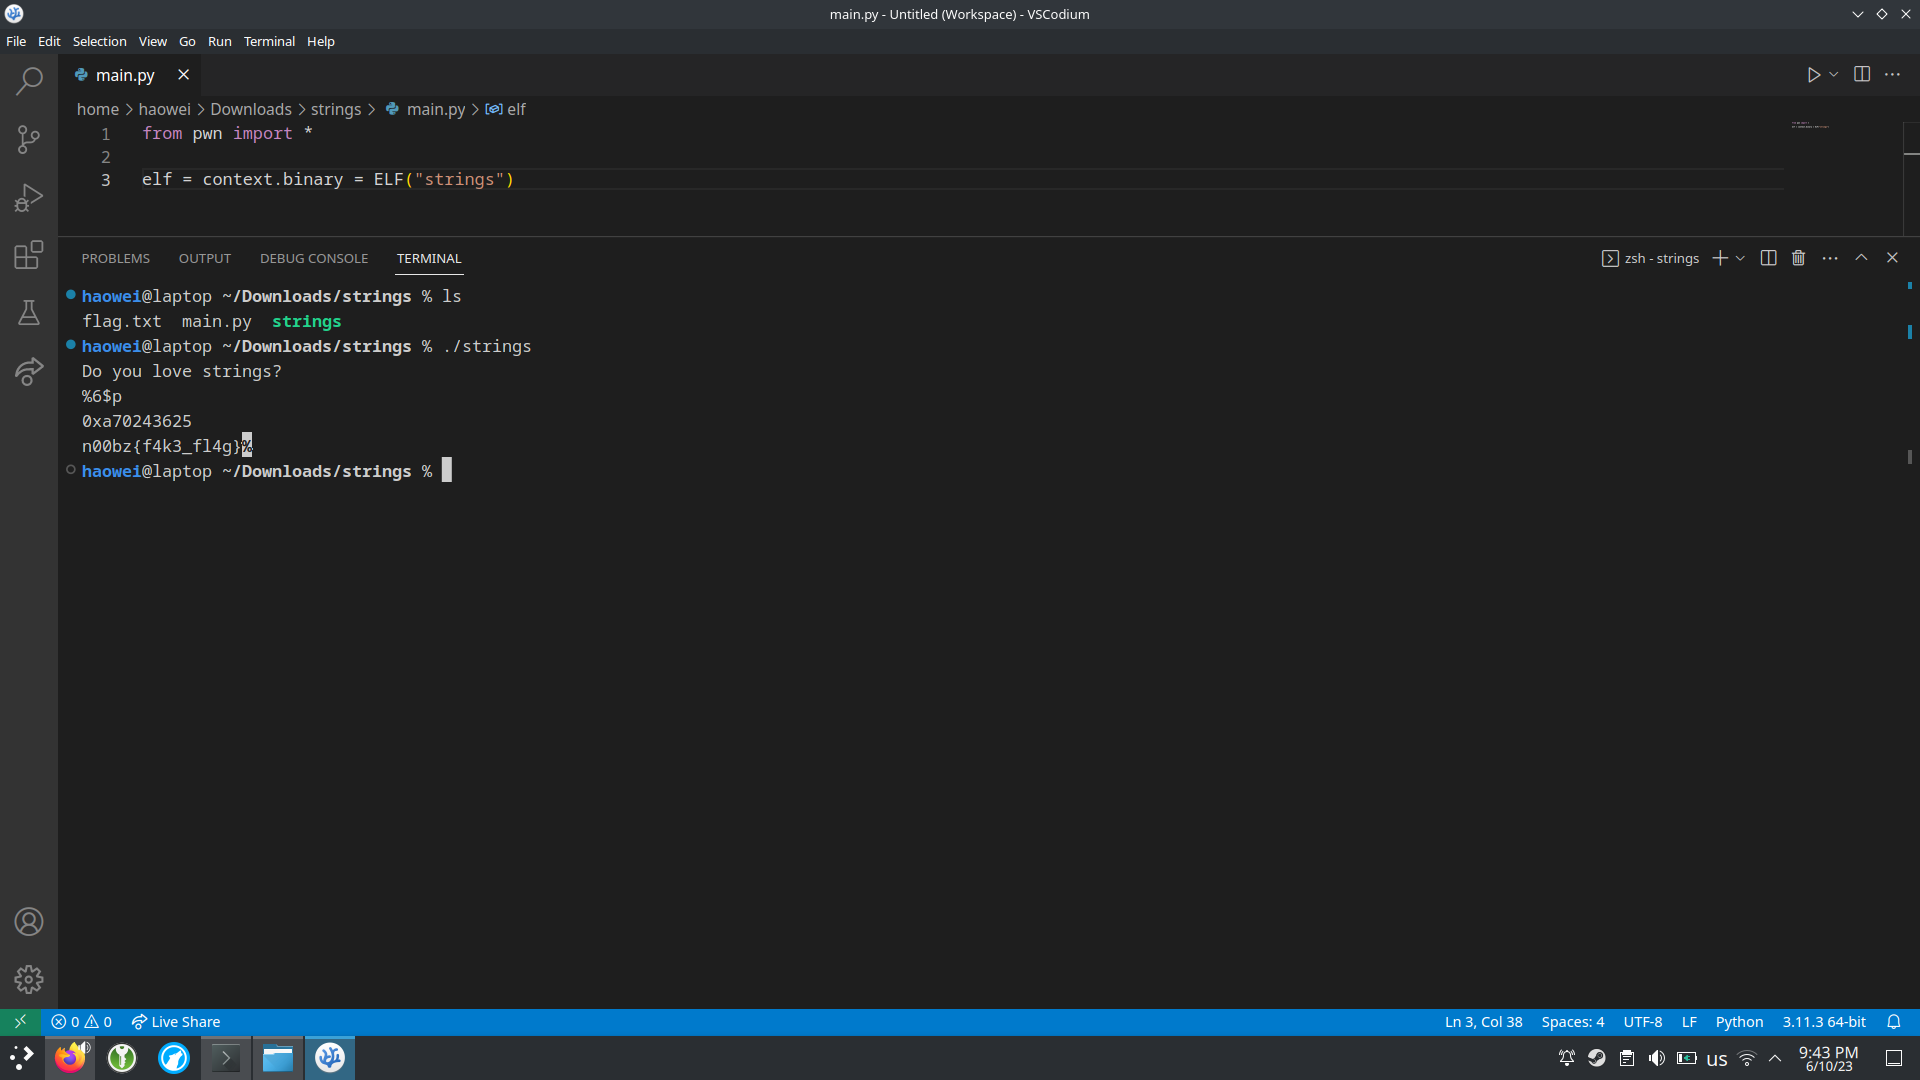 main.py - Untitled (Workspace) - VSCodium
File Edit Selection View Go Run Terminal Help
main.py
home > haowei > Downloads > strings > main.py > elf
1 from pwn import *
2
3 elf = context.binary = ELF("strings")
PROBLEMS OUTPUT DEBUG CONSOLE TERMINAL zsh - strings
haowei@laptop ~/Downloads/strings % ls
flag.txt main.py strings
haowei@laptop ~/Downloads/strings % ./strings
Do you love strings?
%6$p
0xa70243625
n00bz{f4k3_fl4g}%
haowei@laptop ~/Downloads/strings %
0 0 Live Share Ln 3, Col 38 Spaces: 4 UTF-8 LF Python 3.11.3 64-bit
us 9:43 PM
6/10/23